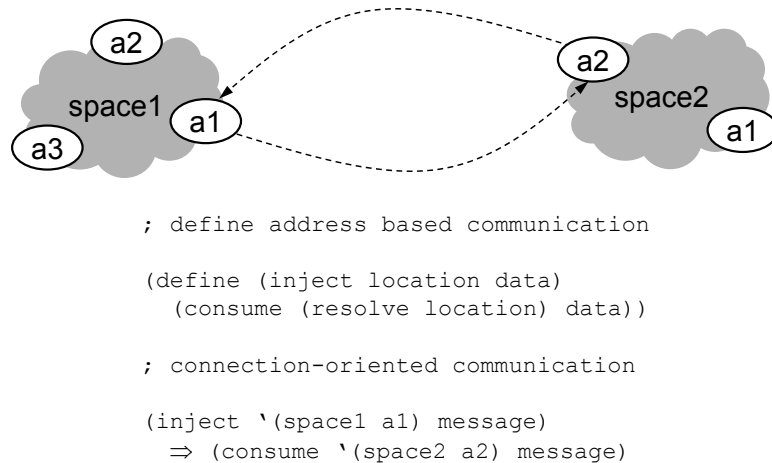 a2
space1
a1
a3
a2
space2
a1
; define address based communication
(define (inject location data)
(consume (resolve location) data))
; connection-oriented communication
(inject ‘(space1 a1) message)
⇒ (consume ‘(space2 a2) message)